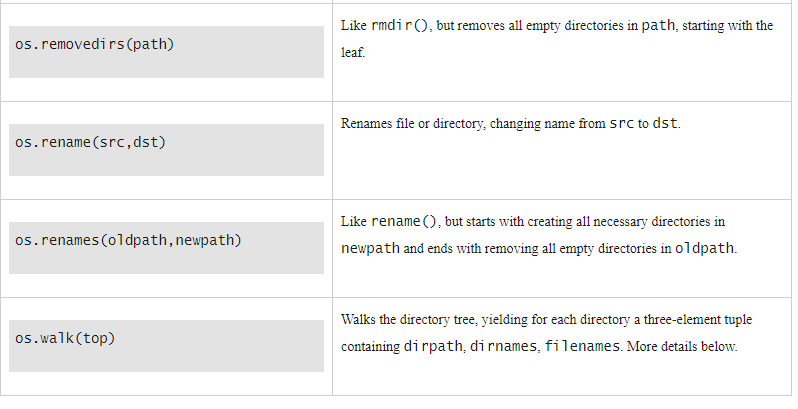 os.removedirs(path)
Like rmdir(), but removes all empty directories in path, starting with the
leaf.
os.rename(src,dst)
Renames file or directory, changing name from src to dst.
os.renames(oldpath,newpath)
Like rename(), but starts with creating all necessary directories in
newpath and ends with removing all empty directories in oldpath.
os.walk(top)
Walks the directory tree, yielding for each directory a three-element tuple
containing dirpath, dirnames, filenames. More details below.